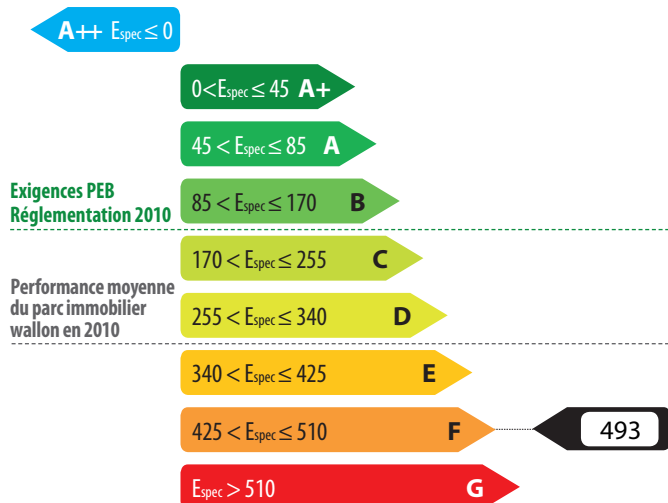 A++ Espec ≤ 0
0 < Espec ≤ 45 A+
45 < Espec ≤ 85 A
Exigences PEB
Réglementation 2010
85 < Espec ≤ 170 B
170 < Espec ≤ 255 C
Performance moyenne
du parc immobilier
wallon en 2010
255 < Espec ≤ 340 D
340 < Espec ≤ 425 E
425 < Espec ≤ 510 F 493
Espec > 510 G